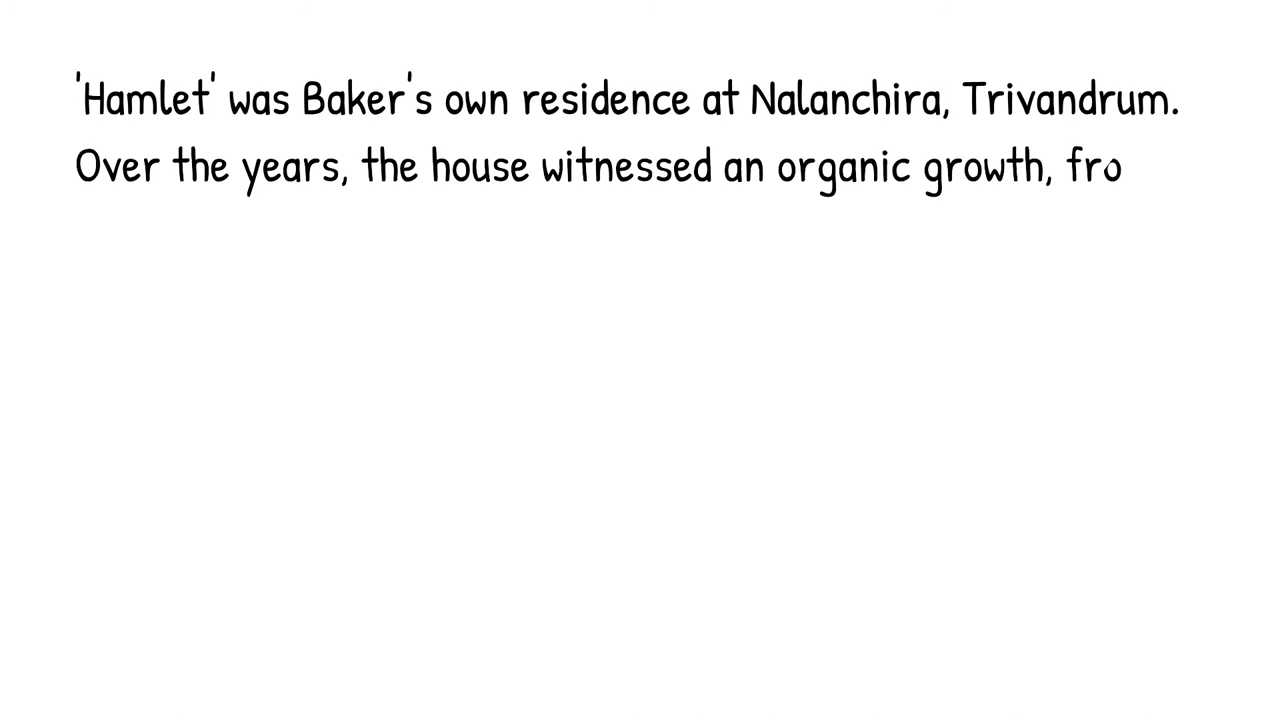 'Hamlet' was Baker's own residence at Nalanchira, Trivandrum.
Over the years, the house witnessed an organic growth, fro